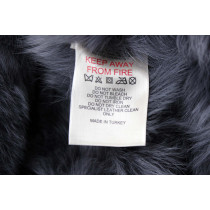 KEEP AWAY
FROM FIRE
DO NOT WASH
DO NOT BLEACH
DO NOT TUMBLE DRY
DO NOT IRON
DO NOT DRY CLEAN
SPECIALIST LEATHER CLEAN
ONLY
MADE IN TURKEY